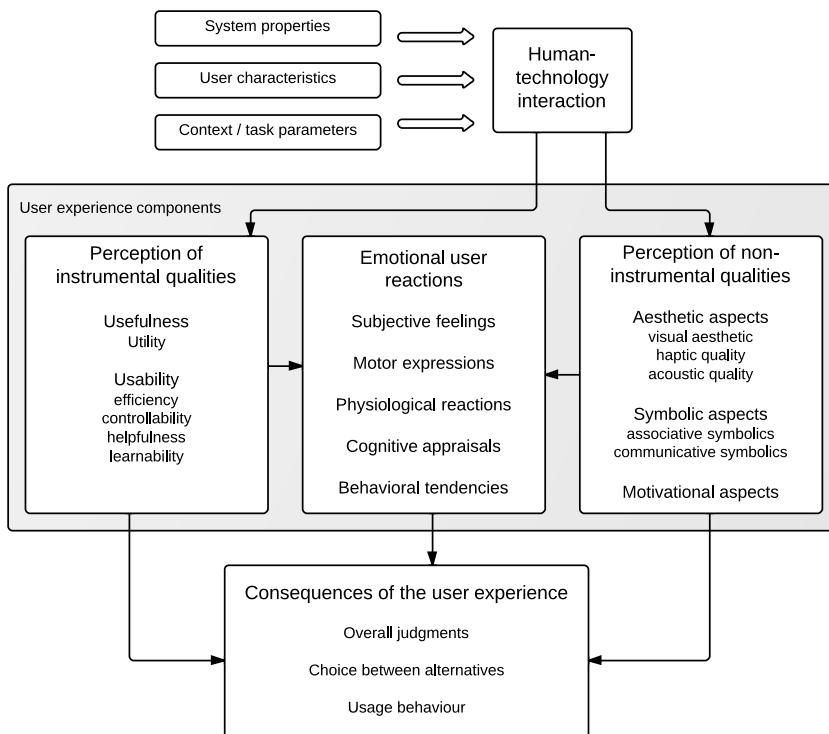 System properties
User characteristics
Context / task parameters
Human-
technology
interaction
User experience components
Perception of
instrumental qualities
Usefulness
Utility
Usability
efficiency
controllability
helpfulness
learnability
Emotional user
reactions
Subjective feelings
Motor expressions
Physiological reactions
Cognitive appraisals
Behavioral tendencies
Perception of non-
instrumental qualities
Aesthetic aspects
visual aesthetic
haptic quality
acoustic quality
Symbolic aspects
associative symbolics
communicative symbolics
Motivational aspects
Consequences of the user experience
Overall judgments
Choice between alternatives
Usage behaviour